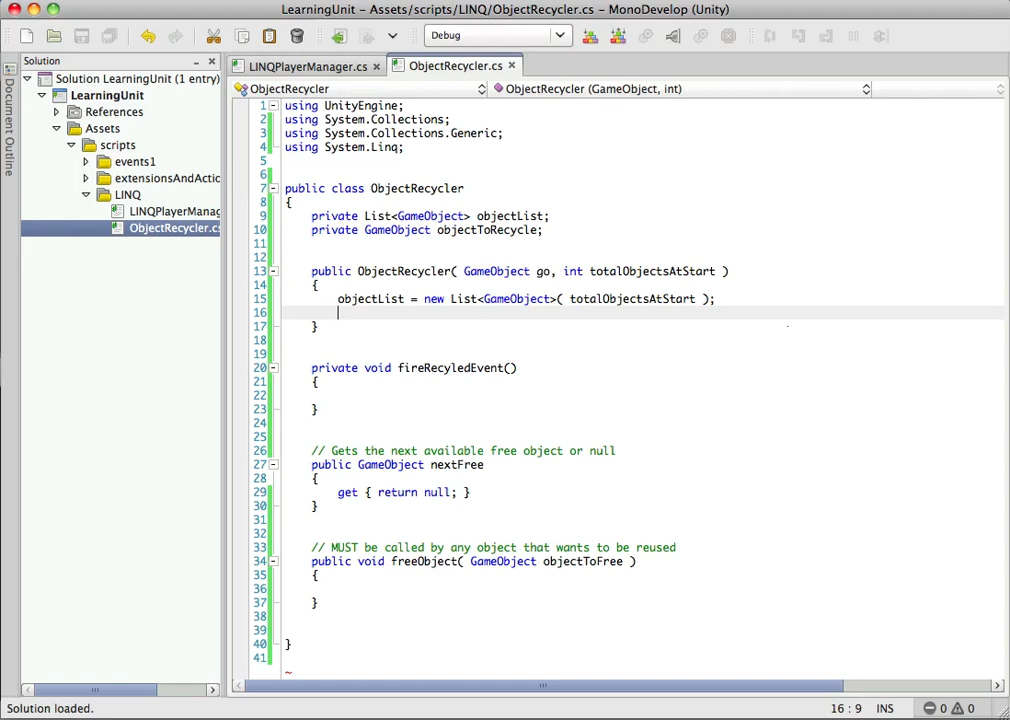 LearningUnit – Assets/scripts/LINQ/ObjectRecycler.cs – MonoDevelop (Unity)
Debug
Solution
LINQPlayerManager.cs
ObjectRecycler.cs
Document Outline
Solution LearningUnit (1 entry)
LearningUnit
References
Assets
scripts
events1
extensionsAndActic
LINQ
LINQPlayerManag
ObjectRecycler.cs
ObjectRecycler
ObjectRecycler (GameObject, int)
1 using UnityEngine;
2 using System.Collections;
3 using System.Collections.Generic;
4 using System.Linq;
5
6
7 public class ObjectRecycler
8 {
9 private List<GameObject> objectList;
10 private GameObject objectToRecycle;
11
12
13 public ObjectRecycler( GameObject go, int totalObjectsAtStart )
14 {
15 objectList = new List<GameObject>( totalObjectsAtStart );
16
17 }
18
19
20 private void fireRecyledEvent()
21 {
22
23 }
24
25
26 // Gets the next available free object or null
27 public GameObject nextFree
28 {
29 get { return null; }
30 }
31
32
33 // MUST be called by any object that wants to be reused
34 public void freeObject( GameObject objectToFree )
35 {
36
37 }
38
39
40 }
41
~
Solution loaded.
16 : 9
INS
0
0